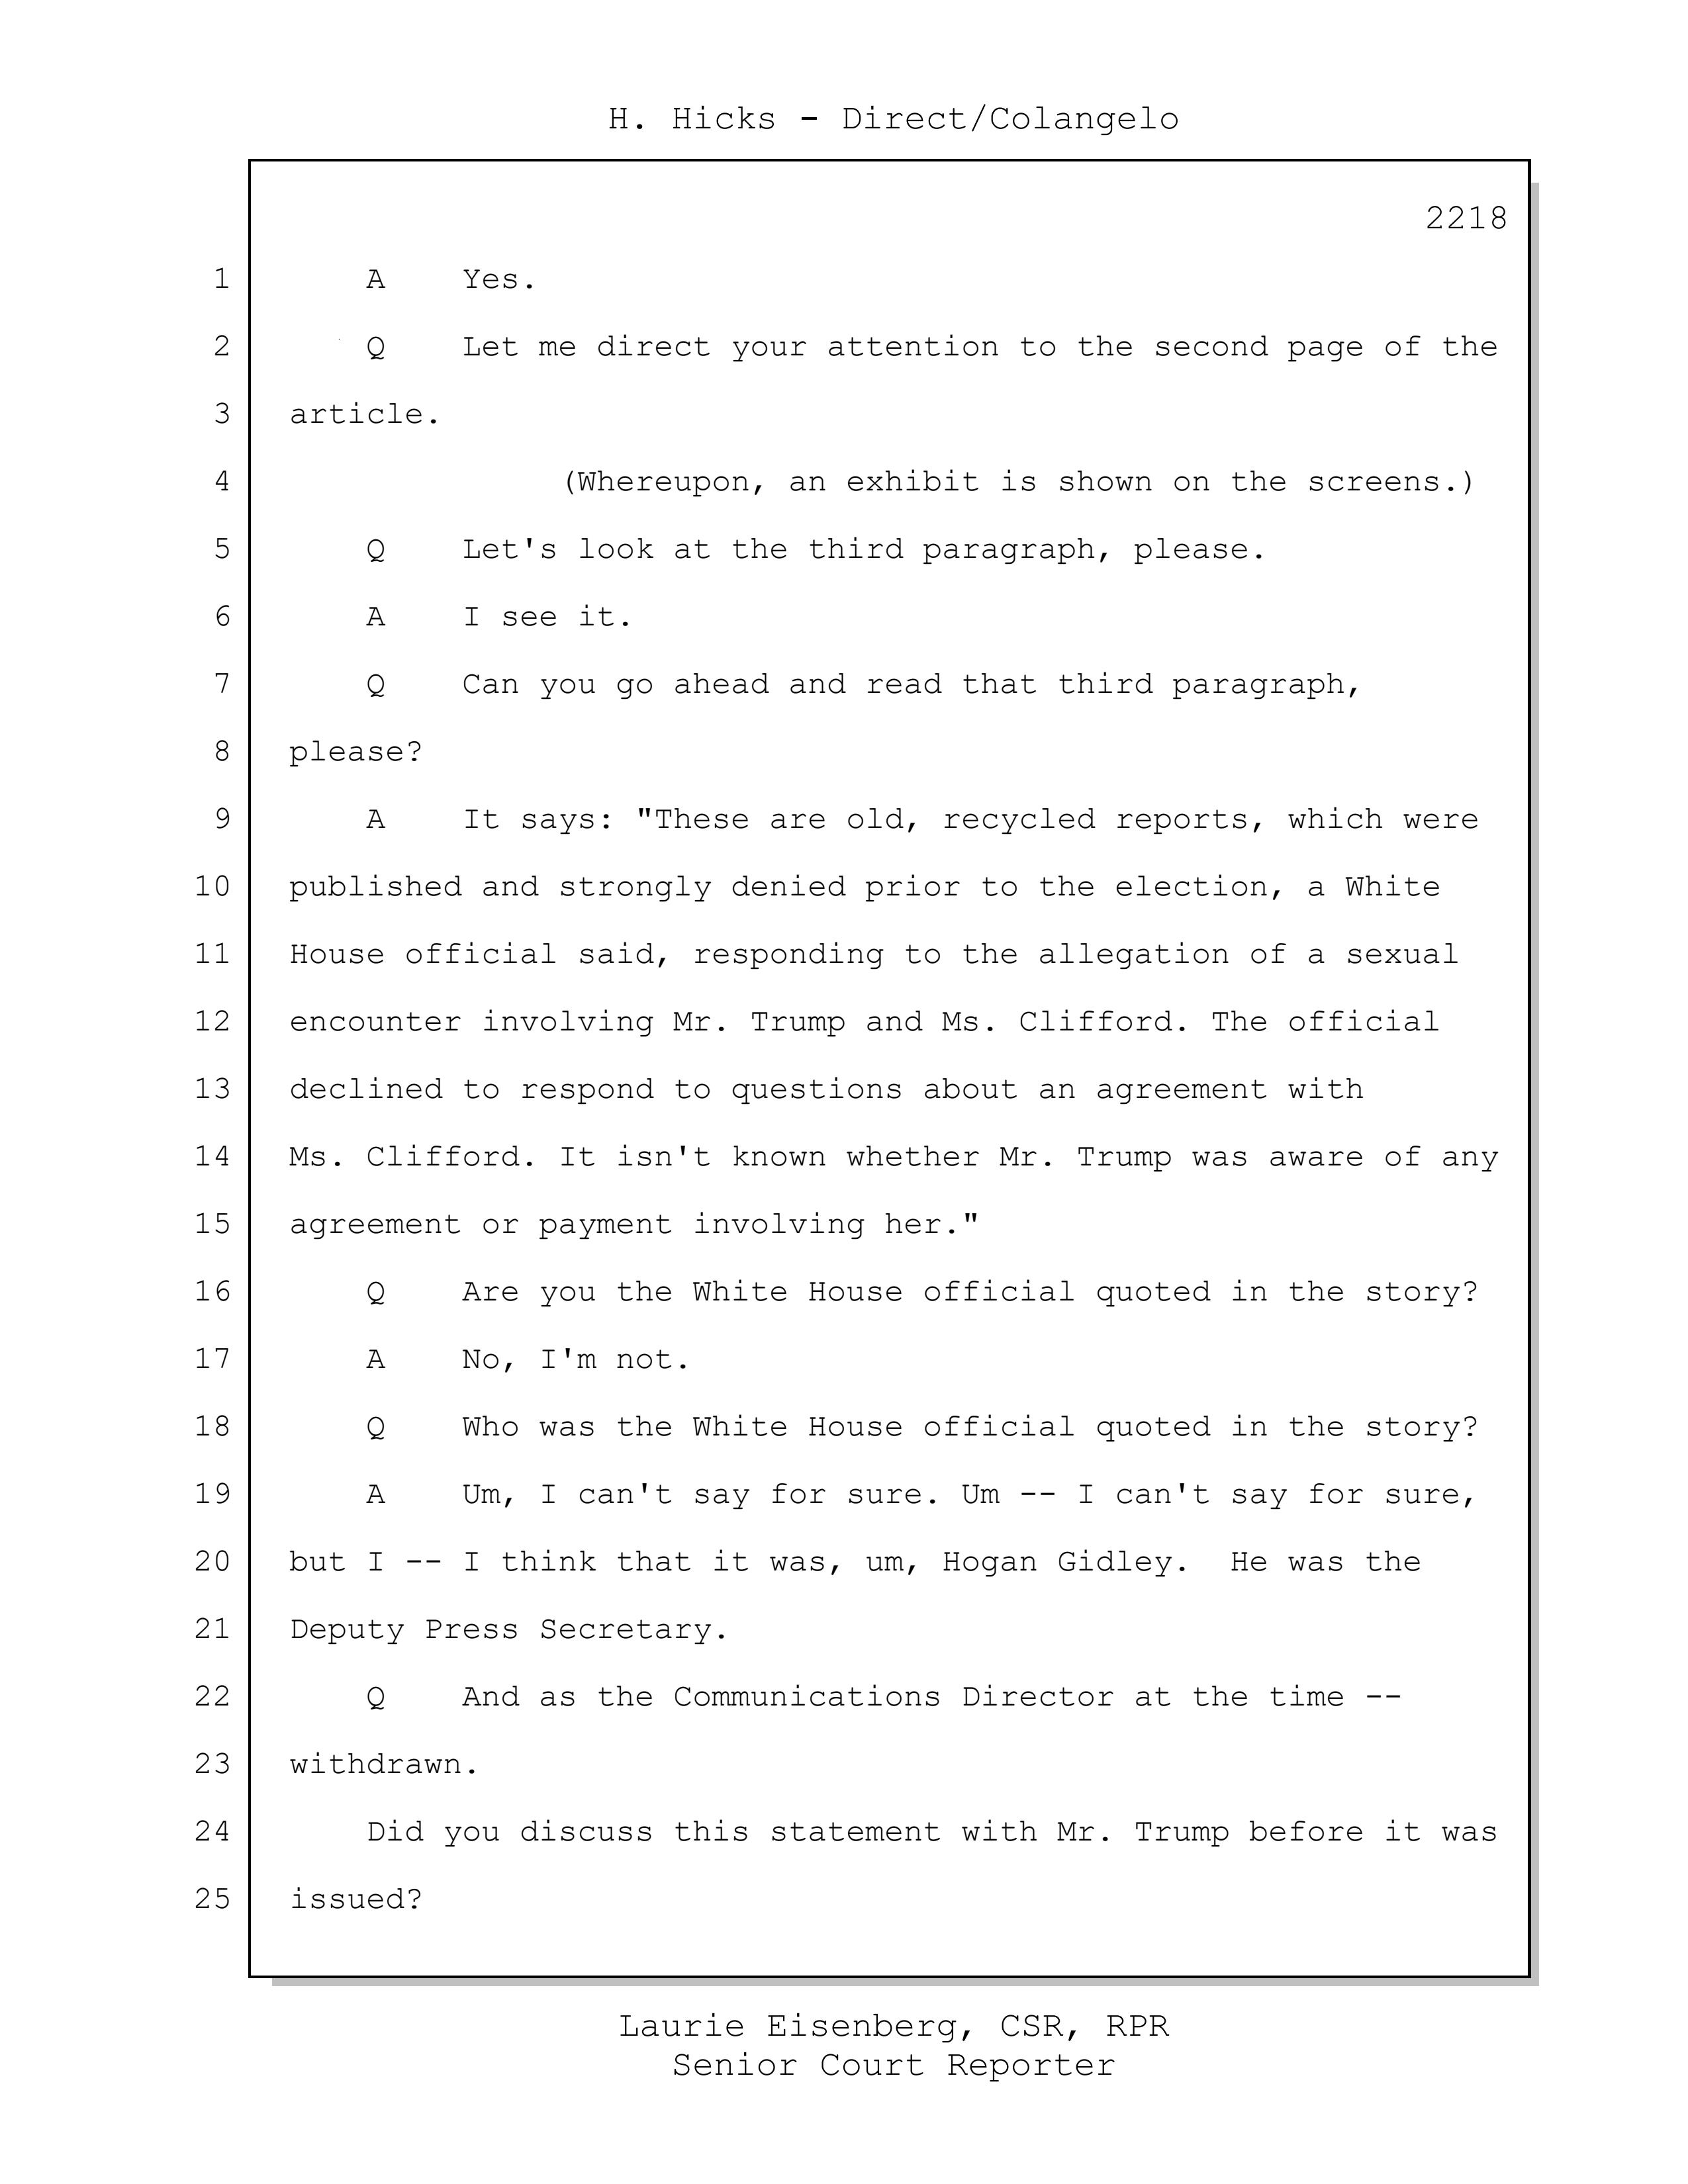 H. Hicks - Direct/Colangelo
2218
1 A Yes.
2 Q Let me direct your attention to the second page of the
3 article.
4 (Whereupon, an exhibit is shown on the screens.)
5 Q Let's look at the third paragraph, please.
6 A I see it.
7 Q Can you go ahead and read that third paragraph,
8 please?
9 A It says: "These are old, recycled reports, which were
10 published and strongly denied prior to the election, a White
11 House official said, responding to the allegation of a sexual
12 encounter involving Mr. Trump and Ms. Clifford. The official
13 declined to respond to questions about an agreement with
14 Ms. Clifford. It isn't known whether Mr. Trump was aware of any
15 agreement or payment involving her."
16 Q Are you the White House official quoted in the story?
17 A No, I'm not.
18 Q Who was the White House official quoted in the story?
19 A Um, I can't say for sure. Um -- I can't say for sure,
20 but I -- I think that it was, um, Hogan Gidley.  He was the
21 Deputy Press Secretary.
22 Q And as the Communications Director at the time --
23 withdrawn.
24 Did you discuss this statement with Mr. Trump before it was
25 issued?
Laurie Eisenberg, CSR, RPR
Senior Court Reporter